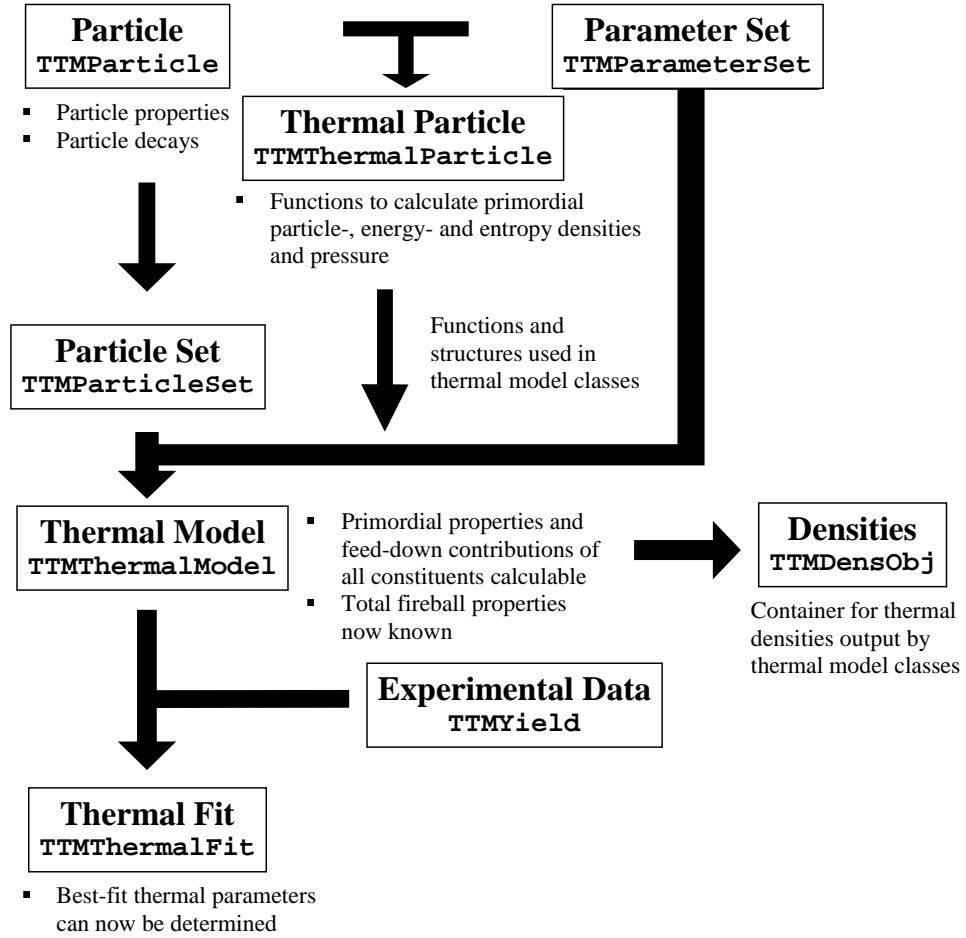 Particle
TTMParticle
▪ Particle properties
▪ Particle decays
Parameter Set
TTMParameterSet
Thermal Particle
TTMThermalParticle
▪ Functions to calculate primordial
particle-, energy- and entropy densities
and pressure
Functions and
structures used in
thermal model classes
Particle Set
TTMParticleSet
Thermal Model
TTMThermalModel
▪ Primordial properties and
feed-down contributions of
all constituents calculable
▪ Total fireball properties
now known
Densities
TTMDensObj
Container for thermal
densities output by
thermal model classes
Experimental Data
TTMYield
Thermal Fit
TTMThermalFit
▪ Best-fit thermal parameters
can now be determined